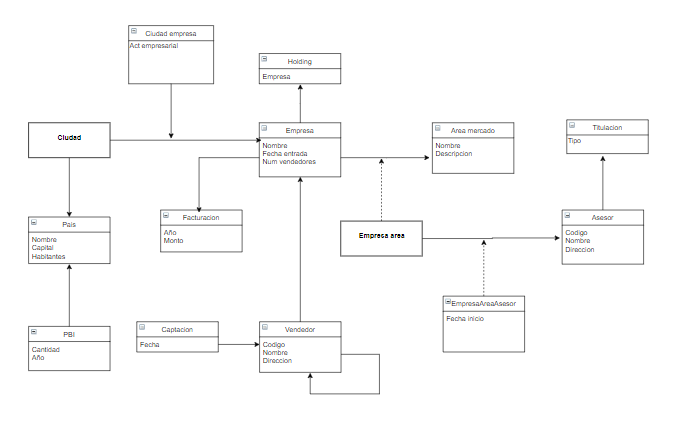 Ciudad empresa
Act empresarial
Holding
Empresa
Ciudad
Empresa
Nombre
Fecha entrada
Num vendedores
Area mercado
Nombre
Descripcion
Titulacion
Tipo
Pais
Nombre
Capital
Habitantes
Facturacion
Año
Monto
Empresa area
Asesor
Codigo
Nombre
Direccion
EmpresaAreaAsesor
Fecha inicio
PBI
Cantidad
Año
Captacion
Fecha
Vendedor
Codigo
Nombre
Direccion